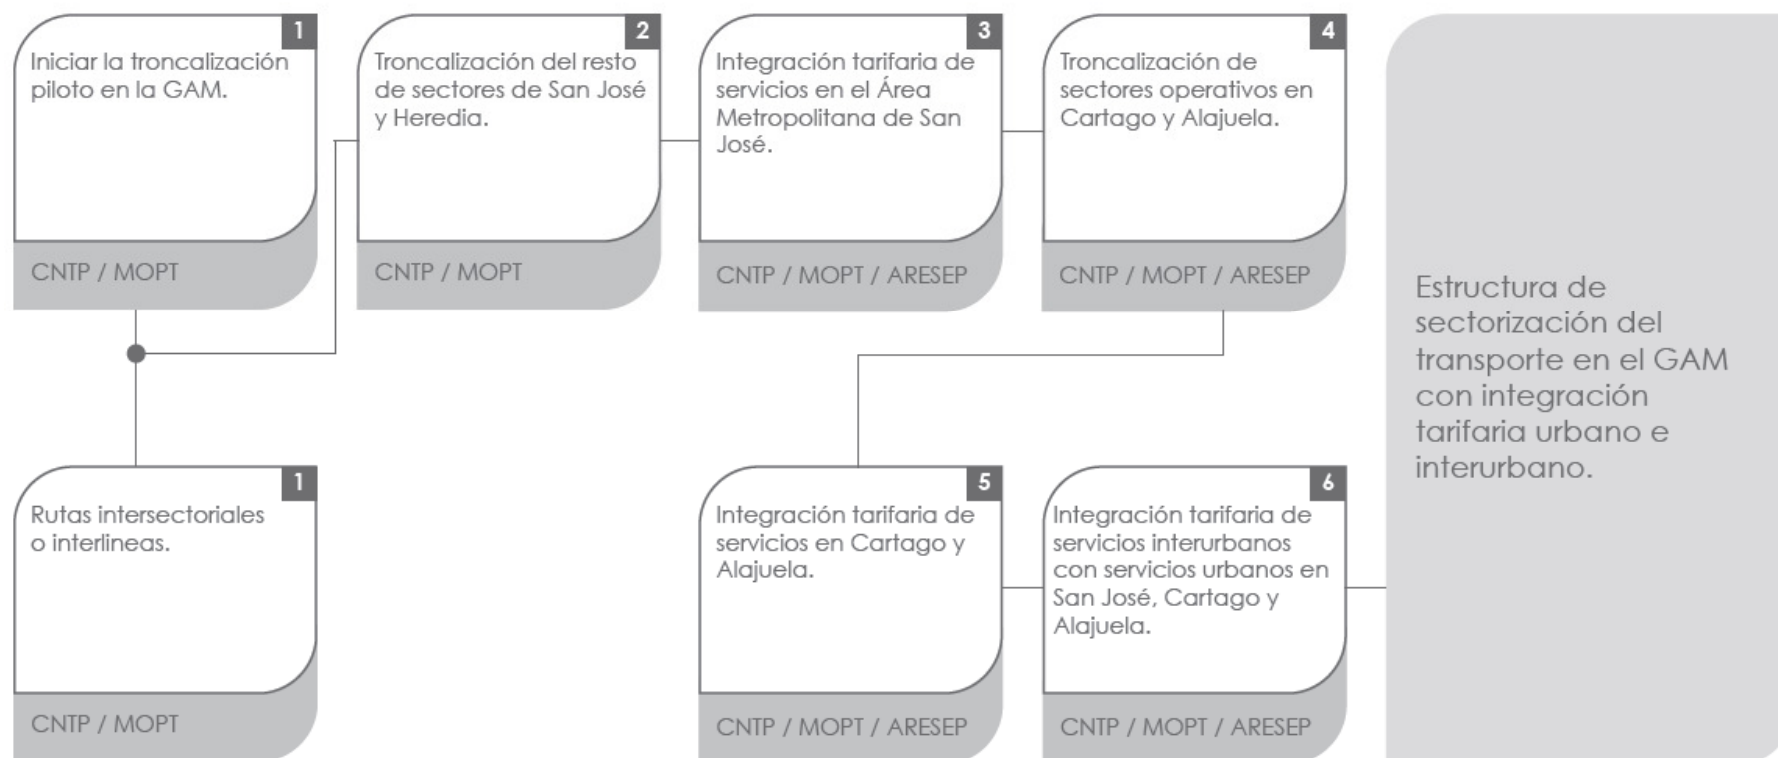 1
Iniciar la troncalización
piloto en la GAM.
CNTP / MOPT
2
Troncalización del resto
de sectores de San José
y Heredia.
CNTP / MOPT
3
Integración tarifaria de
servicios en el Área
Metropolitana de San
José.
CNTP / MOPT / ARESEP
4
Troncalización de
sectores operativos en
Cartago y Alajuela.
CNTP / MOPT / ARESEP
1
Rutas intersectoriales
o interlineas.
CNTP / MOPT
5
Integración tarifaria de
servicios en Cartago y
Alajuela.
CNTP / MOPT / ARESEP
6
Integración tarifaria de
servicios interurbanos
con servicios urbanos en
San José, Cartago y
Alajuela.
CNTP / MOPT / ARESEP
Estructura de
sectorización del
transporte en el GAM
con integración
tarifaria urbano e
interurbano.